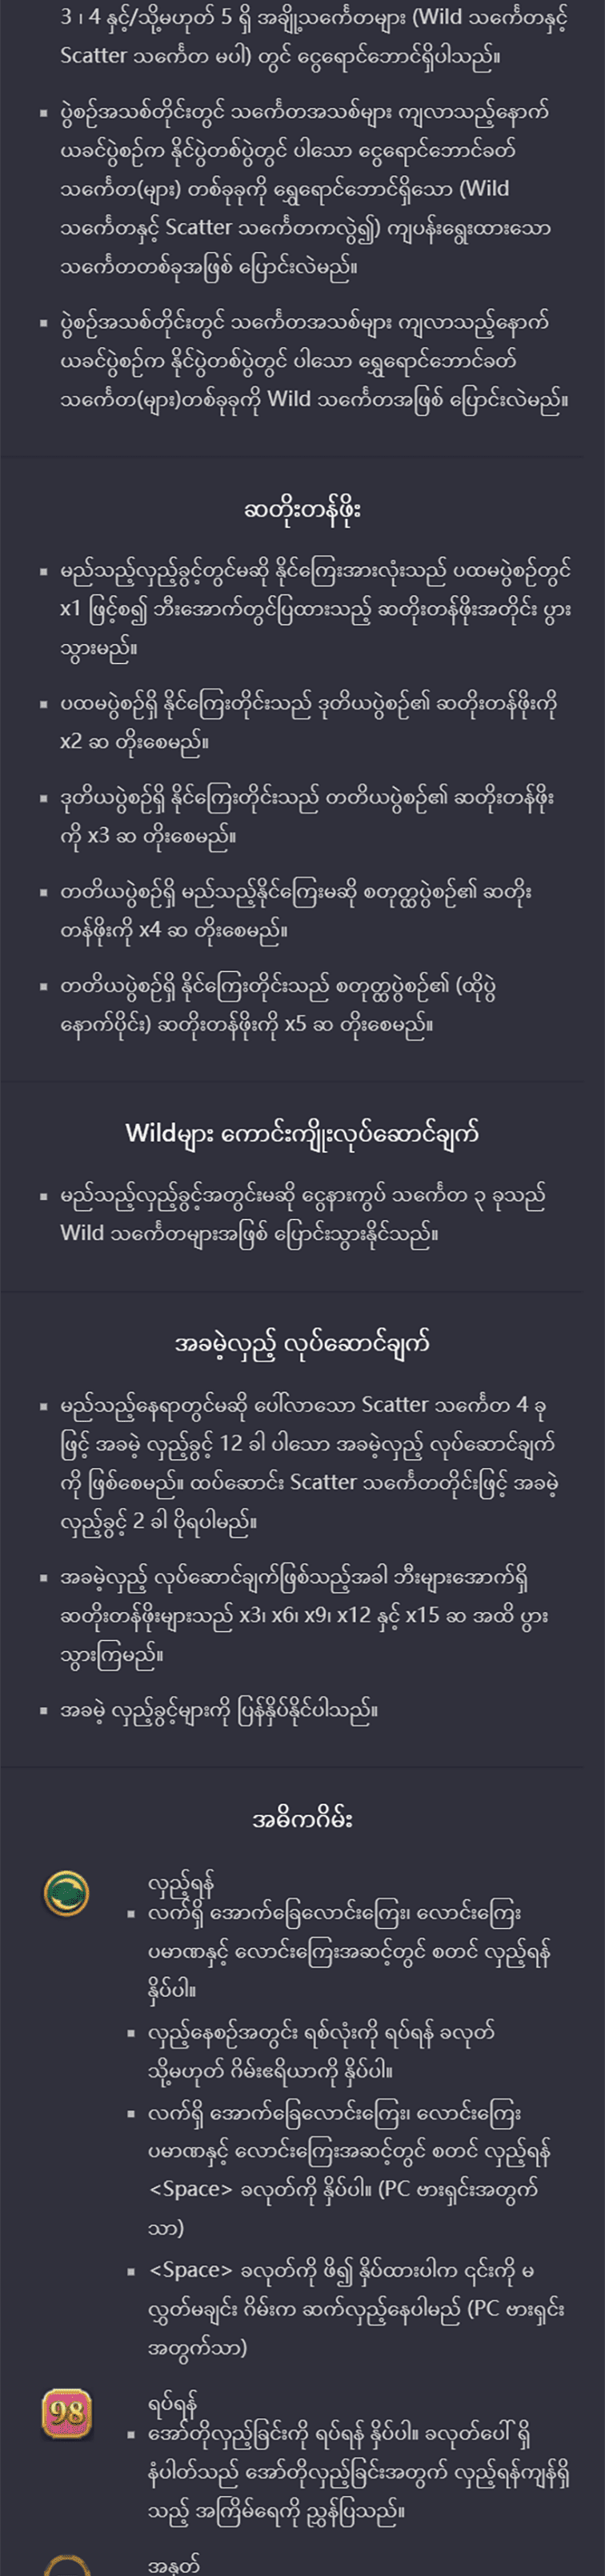 3 ၊ 4 နှင့်/သို့မဟုတ် 5 ရှိ အချို့သင်္ကေတများ (Wild သင်္ကေတနှင့်
Scatter သင်္ကေတ မပါ) တွင် ငွေရောင်ဘောင်ရှိပါသည်။
▪ ပွဲစဉ်အသစ်တိုင်းတွင် သင်္ကေတအသစ်များ ကျလာသည့်နောက်
ယခင်ပွဲစဉ်က နိုင်ပွဲတစ်ပွဲတွင် ပါသော ငွေရောင်ဘောင်ခတ်
သင်္ကေတ(များ) တစ်ခုခုကို ရွှေရောင်ဘောင်ရှိသော (Wild
သင်္ကေတနှင့် Scatter သင်္ကေတကလွဲ၍) ကျပန်းရွေးထားသော
သင်္ကေတတစ်ခုအဖြစ် ပြောင်းလဲမည်။
▪ ပွဲစဉ်အသစ်တိုင်းတွင် သင်္ကေတအသစ်များ ကျလာသည့်နောက်
ယခင်ပွဲစဉ်က နိုင်ပွဲတစ်ပွဲတွင် ပါသော ရွှေရောင်ဘောင်ခတ်
သင်္ကေတ(များ)တစ်ခုခုကို Wild သင်္ကေတအဖြစ် ပြောင်းလဲမည်။
ဆတိုးတန်ဖိုး
▪ မည်သည့်လှည့်ခွင့်တွင်မဆို နိုင်ကြေးအားလုံးသည် ပထမပွဲစဉ်တွင်
x1 ဖြင့်စ၍ ဘီးအောက်တွင်ပြထားသည့် ဆတိုးတန်ဖိုးအတိုင်း ပွား
သွားမည်။
▪ ပထမပွဲစဉ်ရှိ နိုင်ကြေးတိုင်းသည် ဒုတိယပွဲစဉ်၏ ဆတိုးတန်ဖိုးကို
x2 ဆ တိုးစေမည်။
▪ ဒုတိယပွဲစဉ်ရှိ နိုင်ကြေးတိုင်းသည် တတိယပွဲစဉ်၏ ဆတိုးတန်ဖိုး
ကို x3 ဆ တိုးစေမည်။
▪ တတိယပွဲစဉ်ရှိ မည်သည့်နိုင်ကြေးမဆို စတုတ္ထပွဲစဉ်၏ ဆတိုး
တန်ဖိုးကို x4 ဆ တိုးစေမည်။
▪ တတိယပွဲစဉ်ရှိ နိုင်ကြေးတိုင်းသည် စတုတ္ထပွဲစဉ်၏ (ထိုပွဲ
နောက်ပိုင်း) ဆတိုးတန်ဖိုးကို x5 ဆ တိုးစေမည်။
Wildများ ကောင်းကျိုးလုပ်ဆောင်ချက်
▪ မည်သည့်လှည့်ခွင့်အတွင်းမဆို ငွေနားကွပ် သင်္ကေတ ၃ ခုသည်
Wild သင်္ကေတများအဖြစ် ပြောင်းသွားနိုင်သည်။
အခမဲ့လှည့် လုပ်ဆောင်ချက်
▪ မည်သည့်နေရာတွင်မဆို ပေါ်လာသော Scatter သင်္ကေတ 4 ခု
ဖြင့် အခမဲ့ လှည့်ခွင့် 12 ခါ ပါသော အခမဲ့လှည့် လုပ်ဆောင်ချက်
ကို ဖြစ်စေမည်။ ထပ်ဆောင်း Scatter သင်္ကေတတိုင်းဖြင့် အခမဲ့
လှည့်ခွင့် 2 ခါ ပိုရပါမည်။
▪ အခမဲ့လှည့် လုပ်ဆောင်ချက်ဖြစ်သည့်အခါ ဘီးများအောက်ရှိ
ဆတိုးတန်ဖိုးများသည် x3၊ x6၊ x9၊ x12 နှင့် x15 ဆ အထိ ပွား
သွားကြမည်။
▪ အခမဲ့ လှည့်ခွင့်များကို ပြန်နှိပ်နိုင်ပါသည်။
အဓိကဂိမ်း
လှည့်ရန်
▪ လက်ရှိ အောက်ခြေလောင်းကြေး၊ လောင်းကြေး
ပမာဏနှင့် လောင်းကြေးအဆင့်တွင် စတင် လှည့်ရန်
နှိပ်ပါ။
▪ လှည့်နေစဉ်အတွင်း ရစ်လုံးကို ရပ်ရန် ခလုတ်
သို့မဟုတ် ဂိမ်းဧရိယာကို နှိပ်ပါ။
▪ လက်ရှိ အောက်ခြေလောင်းကြေး၊ လောင်းကြေး
ပမာဏနှင့် လောင်းကြေးအဆင့်တွင် စတင် လှည့်ရန်
<Space> ခလုတ်ကို နှိပ်ပါ။ (PC ဗားရှင်းအတွက်
သာ)
▪ <Space> ခလုတ်ကို ဖိ၍ နှိပ်ထားပါက ၎င်းကို မ
လွှတ်မချင်း ဂိမ်းက ဆက်လှည့်နေပါမည် (PC ဗားရှင်း
အတွက်သာ)
98
ရပ်ရန်
▪ အော်တိုလှည့်ခြင်းကို ရပ်ရန် နှိပ်ပါ။ ခလုတ်ပေါ် ရှိ
နံပါတ်သည် အော်တိုလှည့်ခြင်းအတွက် လှည့်ရန်ကျန်ရှိ
သည့် အကြိမ်ရေကို ညွှန်ပြသည်။
အနုတ်